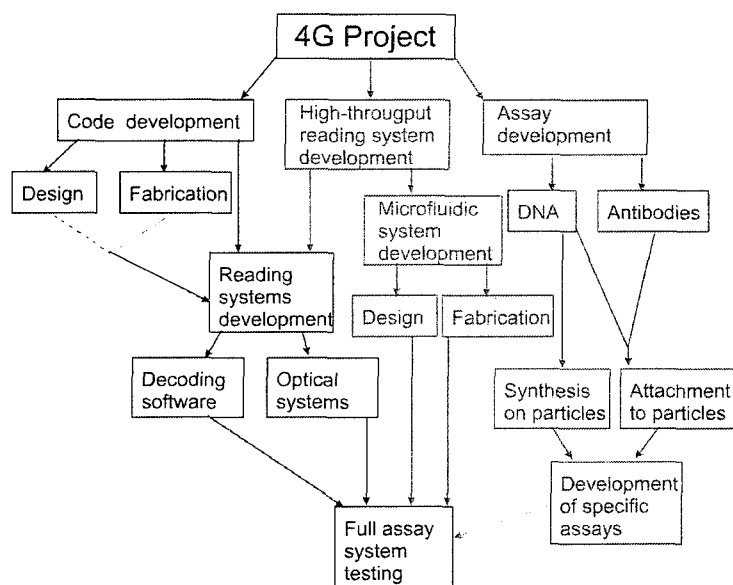 4G Project
Code development
High-througput
reading system
development
Assay
development
Design
Fabrication
Microfluidic
system
development
DNA
Antibodies
Reading
systems
development
Design
Fabrication
Decoding
software
Optical
systems
Synthesis
on particles
Attachment
to particles
Development
of specific
assays
Full assay
system
testing